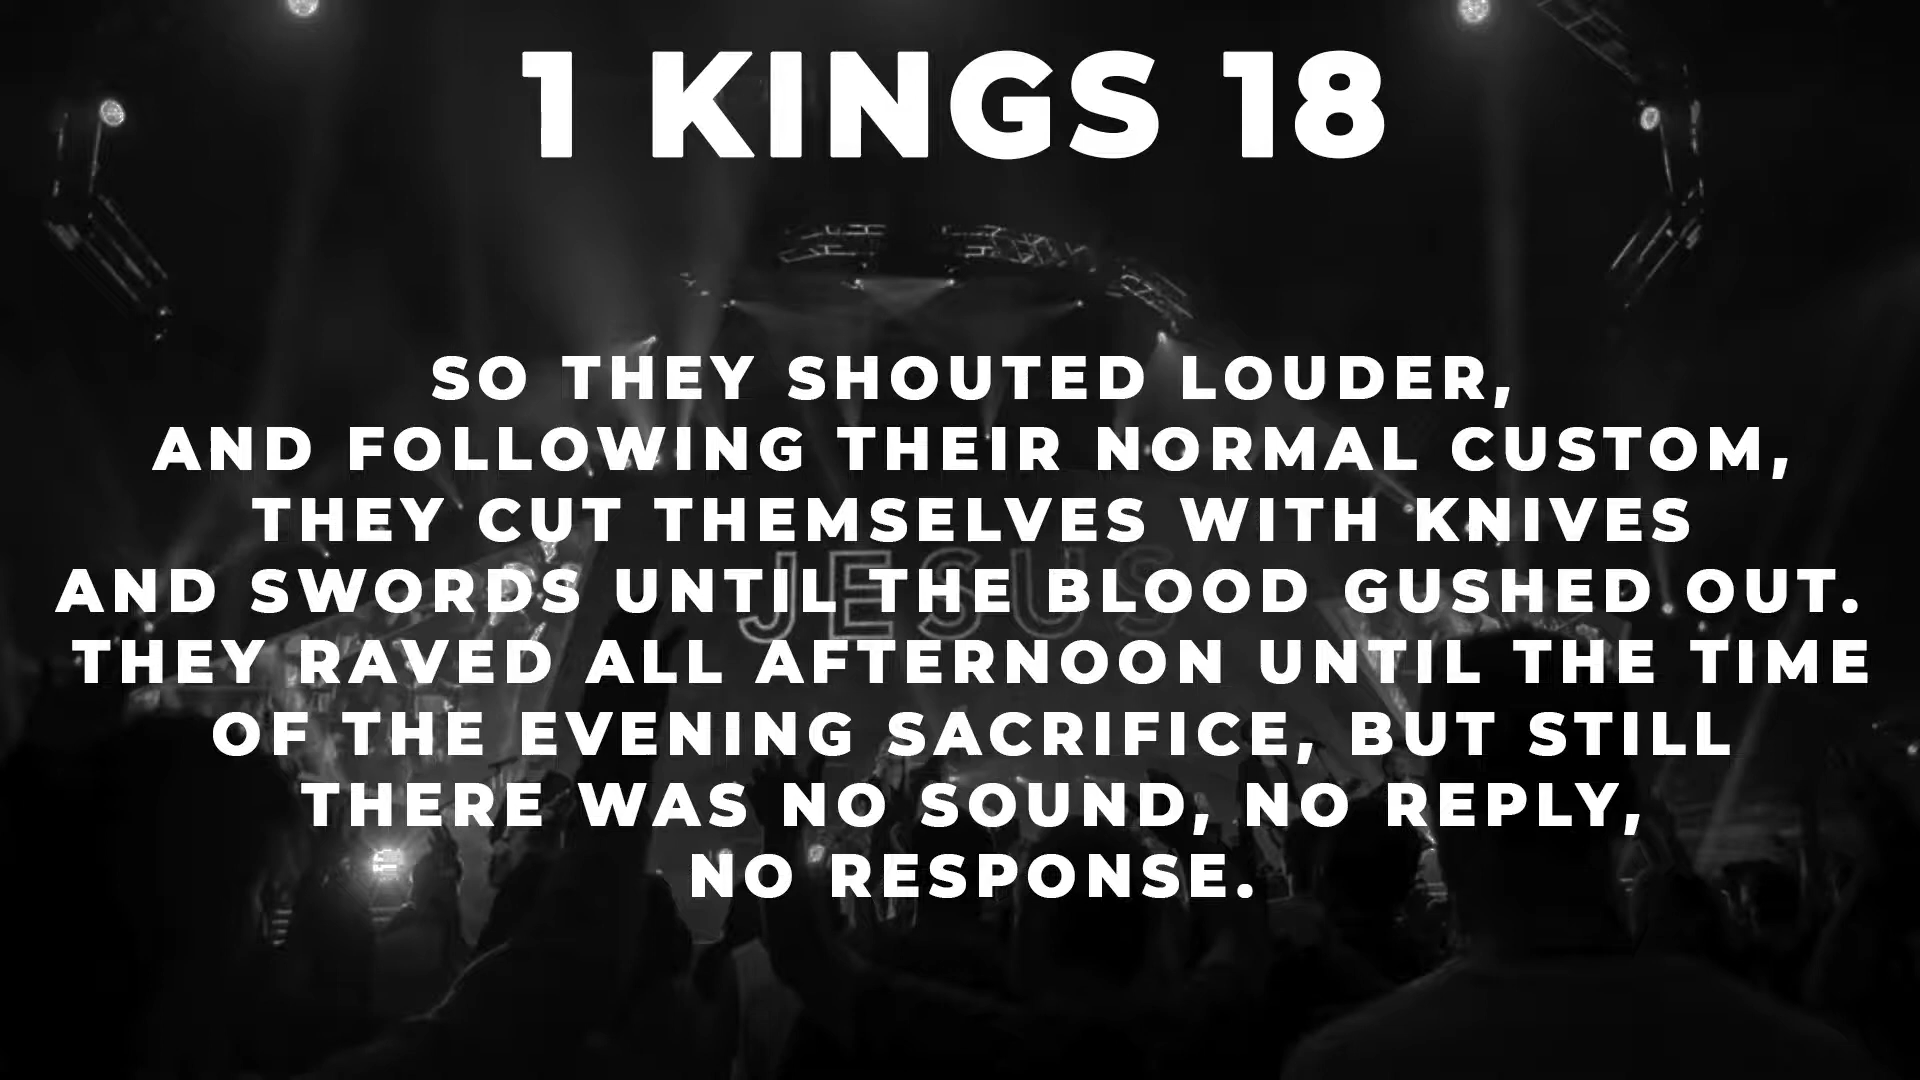 1 KINGS 18
SO THEY SHOUTED LOUDER,
AND FOLLOWING THEIR NORMAL CUSTOM,
THEY CUT THEMSELVES WITH KNIVES
AND SWORDS UNTIL THE BLOOD GUSHED OUT.
JESUS
THEY RAVED ALL AFTERNOON UNTIL THE TIME
OF THE EVENING SACRIFICE, BUT STILL
THERE WAS NO SOUND, NO REPLY,
NO RESPONSE.